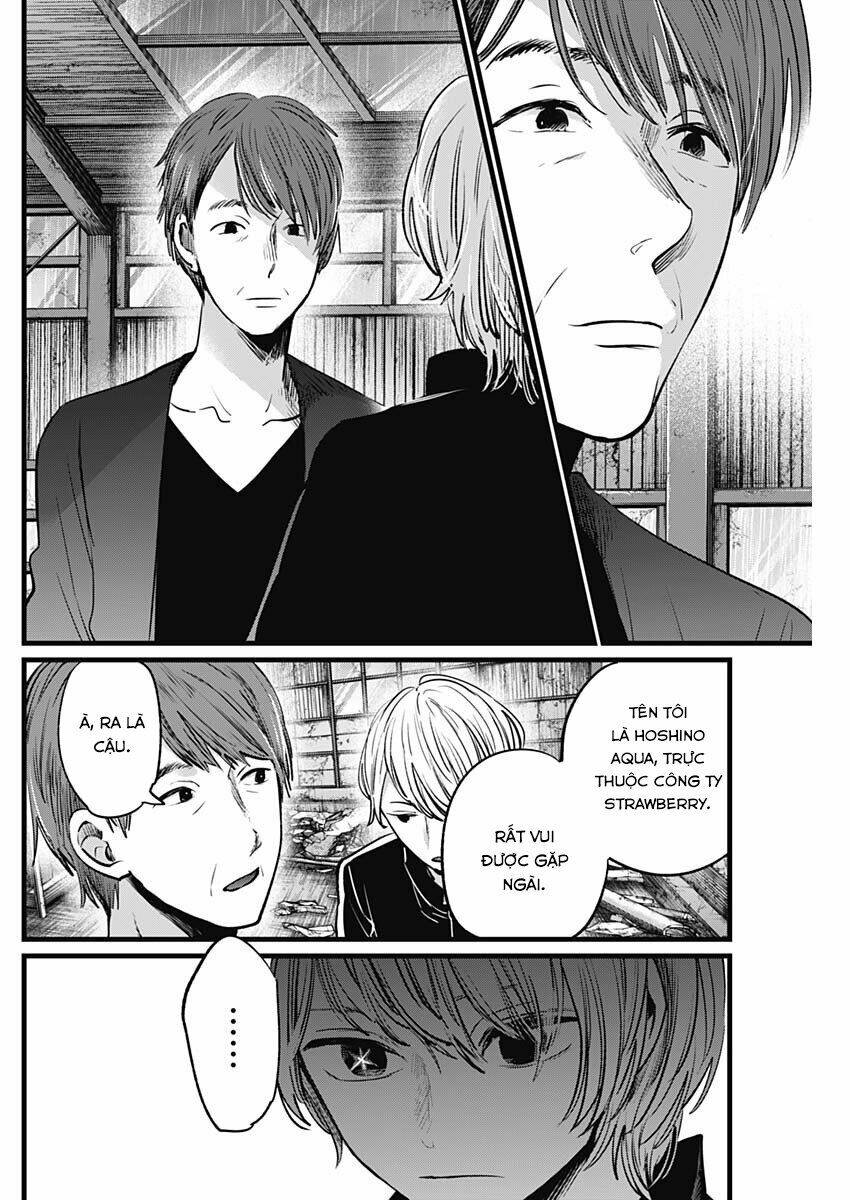 TÊN TÔI
LÀ HOSHINO
AQUA, TRỰC
THUỘC CÔNG TY
STRAWBERRY.
RẤT VUI
ĐƯỢC GẶP
NGÀI.
À, RA LÀ
CẬU.
......